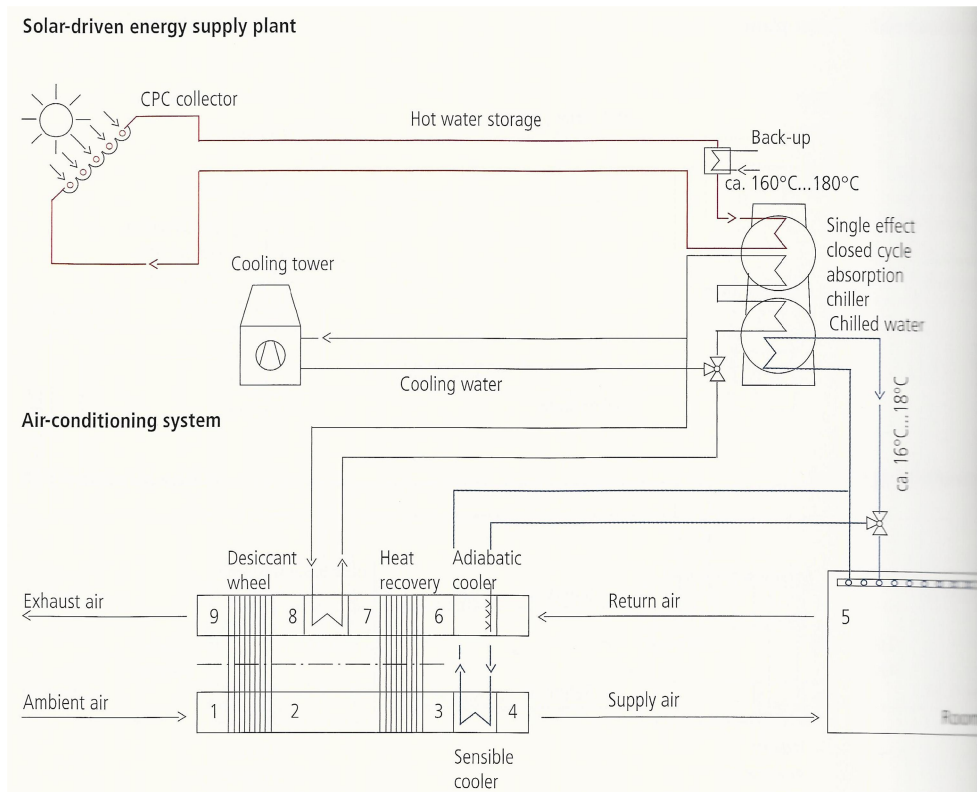 Solar-driven energy supply plant
CPC collector
Hot water storage
Back-up
ca. 160°C...180°C
Single effect
closed cycle
absorption
chiller
Chilled water
Cooling tower
Cooling water
ca. 16°C...18°C
Air-conditioning system
Desiccant
wheel
Heat
recovery
Adiabatic
cooler
Exhaust air
9
8
7
6
Return air
5
Ambient air
1
2
3
4
Supply air
Room
Sensible
cooler